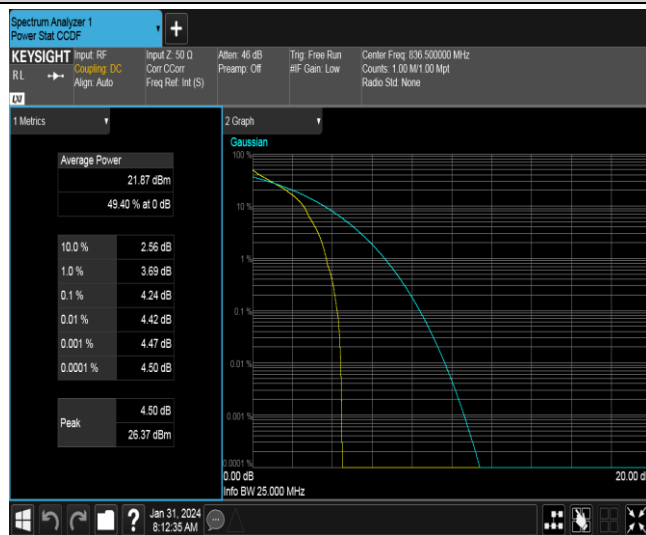 Spectrum Analyzer 1
Power Stat CCDF
+
KEYSIGHT
RL
LXI
Input: RF
Coupling: DC
Align: Auto
Input Z: 50 Ω
Corr CCorr
Freq Ref: Int (S)
Atten: 46 dB
Preamp: Off
Trig: Free Run
#IF Gain: Low
Center Freq: 836.500000 MHz
Counts: 1.00 M/1.00 Mpt
Radio Std: None
1 Metrics
Average Power
21.87 dBm
49.40 % at 0 dB
10.0 % 2.56 dB
1.0 % 3.69 dB
0.1 % 4.24 dB
0.01 % 4.42 dB
0.001 % 4.47 dB
0.0001 % 4.50 dB
Peak
4.50 dB
26.37 dBm
2 Graph
Gaussian
100 %
10 %
1 %
0.1 %
0.01 %
0.001 %
0.0001 %
0.00 dB
20.00 d
Info BW 25.000 MHz
?
Jan 31, 2024
8:12:35 AM